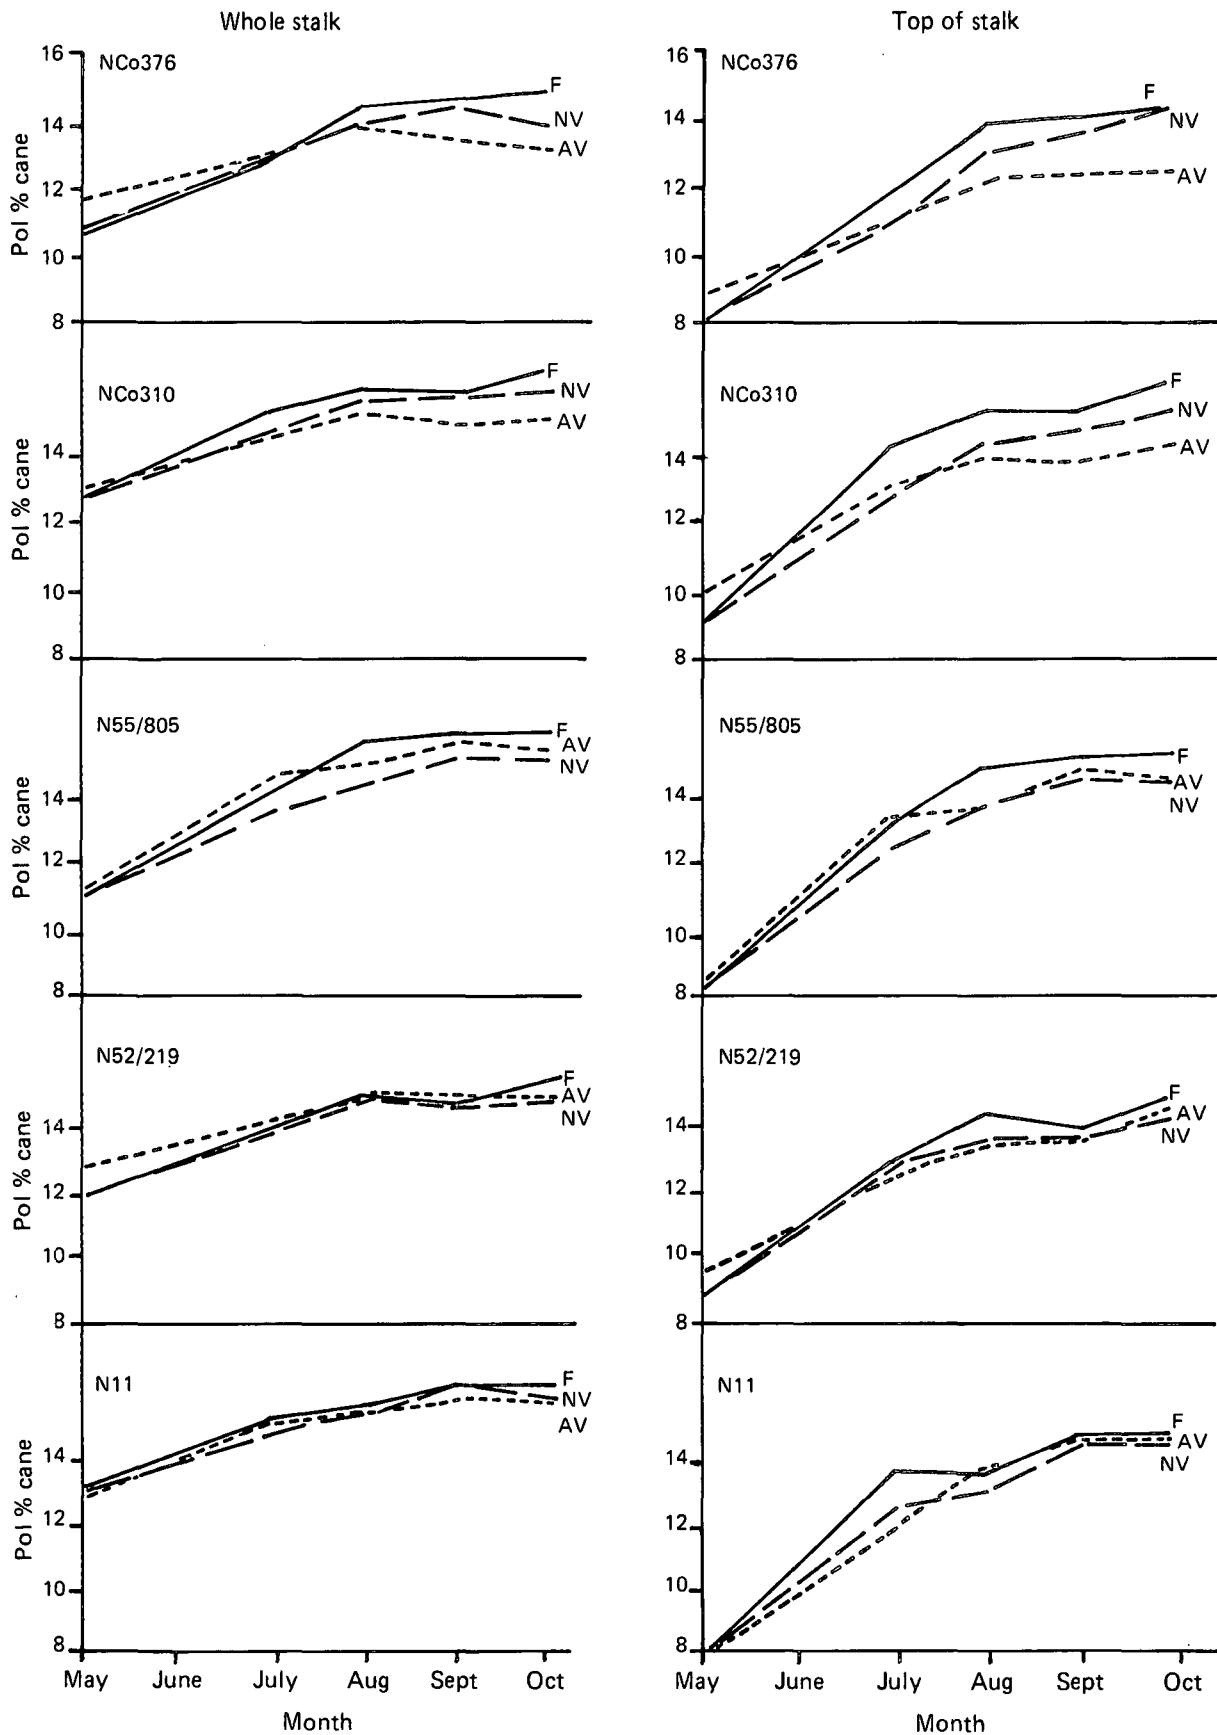 Whole stalk
NCo376
Pol % cane
16
14
12
10
8
F
NV
AV
NCo310
Pol % cane
14
12
10
8
F
NV
AV
N55/805
Pol % cane
14
12
10
8
F
AV
NV
N52/219
Pol % cane
14
12
10
8
F
AV
NV
N11
Pol % cane
14
12
10
8
F
NV
AV
May June July Aug Sept Oct
Month
Top of stalk
NCo376
16
14
12
10
8
F
NV
AV
NCo310
14
12
10
8
F
NV
AV
N55/805
14
12
10
8
F
AV
NV
N52/219
14
12
10
8
F
AV
NV
N11
14
12
10
8
F
AV
NV
May June July Aug Sept Oct
Month